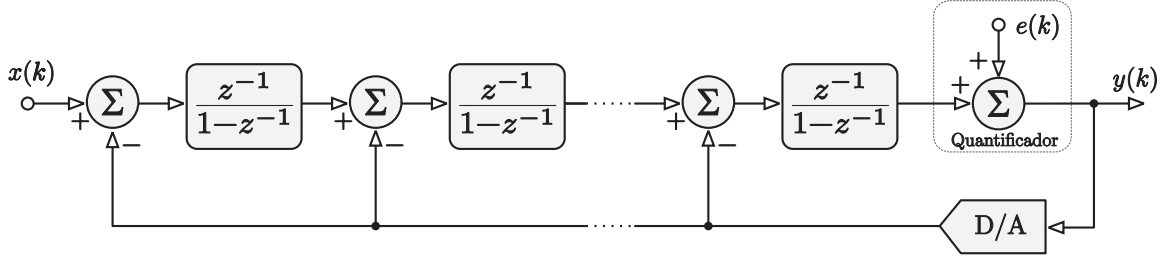 e(k)
+
x(k)
z⁻¹
z⁻¹
z⁻¹
+
y(k)
Σ
Σ
Σ
Σ
1−z⁻¹
1−z⁻¹
1−z⁻¹
+
+
+
Quantificador
−
−
−
D/A